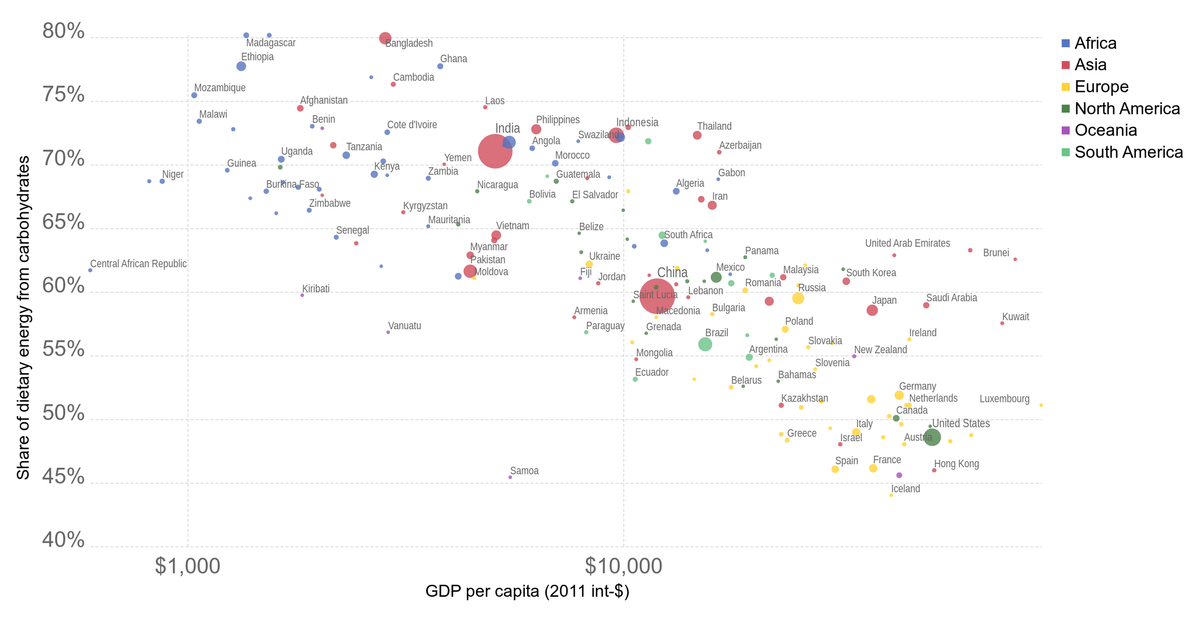 80%
75%
70%
65%
60%
55%
50%
45%
40%
Share of dietary energy from carbohydrates
$1,000
$10,000
GDP per capita (2011 int-$)
Africa
Asia
Europe
North America
Oceania
South America
Madagascar
Bangladesh
Ethiopia
Ghana
Cambodia
Mozambique
Afghanistan
Laos
Malawi
Benin
Cote d'Ivoire
India
Philippines
Indonesia
Thailand
Swaziland
Angola
Azerbaijan
Uganda
Tanzania
Yemen
Morocco
Guinea
Kenya
Zambia
Guatemala
Gabon
Niger
Burkina Faso
Nicaragua
Bolivia
El Salvador
Algeria
Iran
Zimbabwe
Kyrgyzstan
Mauritania
Senegal
Vietnam
Belize
South Africa
Myanmar
United Arab Emirates
Brunei
Pakistan
Ukraine
Panama
Central African Republic
Moldova
Fiji
Jordan
China
Mexico
Malaysia
South Korea
Kiribati
Saint Lucia
Lebanon
Romania
Russia
Japan
Saudi Arabia
Armenia
Macedonia
Bulgaria
Kuwait
Vanuatu
Paraguay
Grenada
Brazil
Poland
Ireland
Mongolia
Argentina
Slovakia
New Zealand
Ecuador
Belarus
Bahamas
Slovenia
Kazakhstan
Germany
Netherlands
Luxembourg
Canada
Greece
Italy
United States
Israel
Austria
Spain
France
Hong Kong
Samoa
Iceland